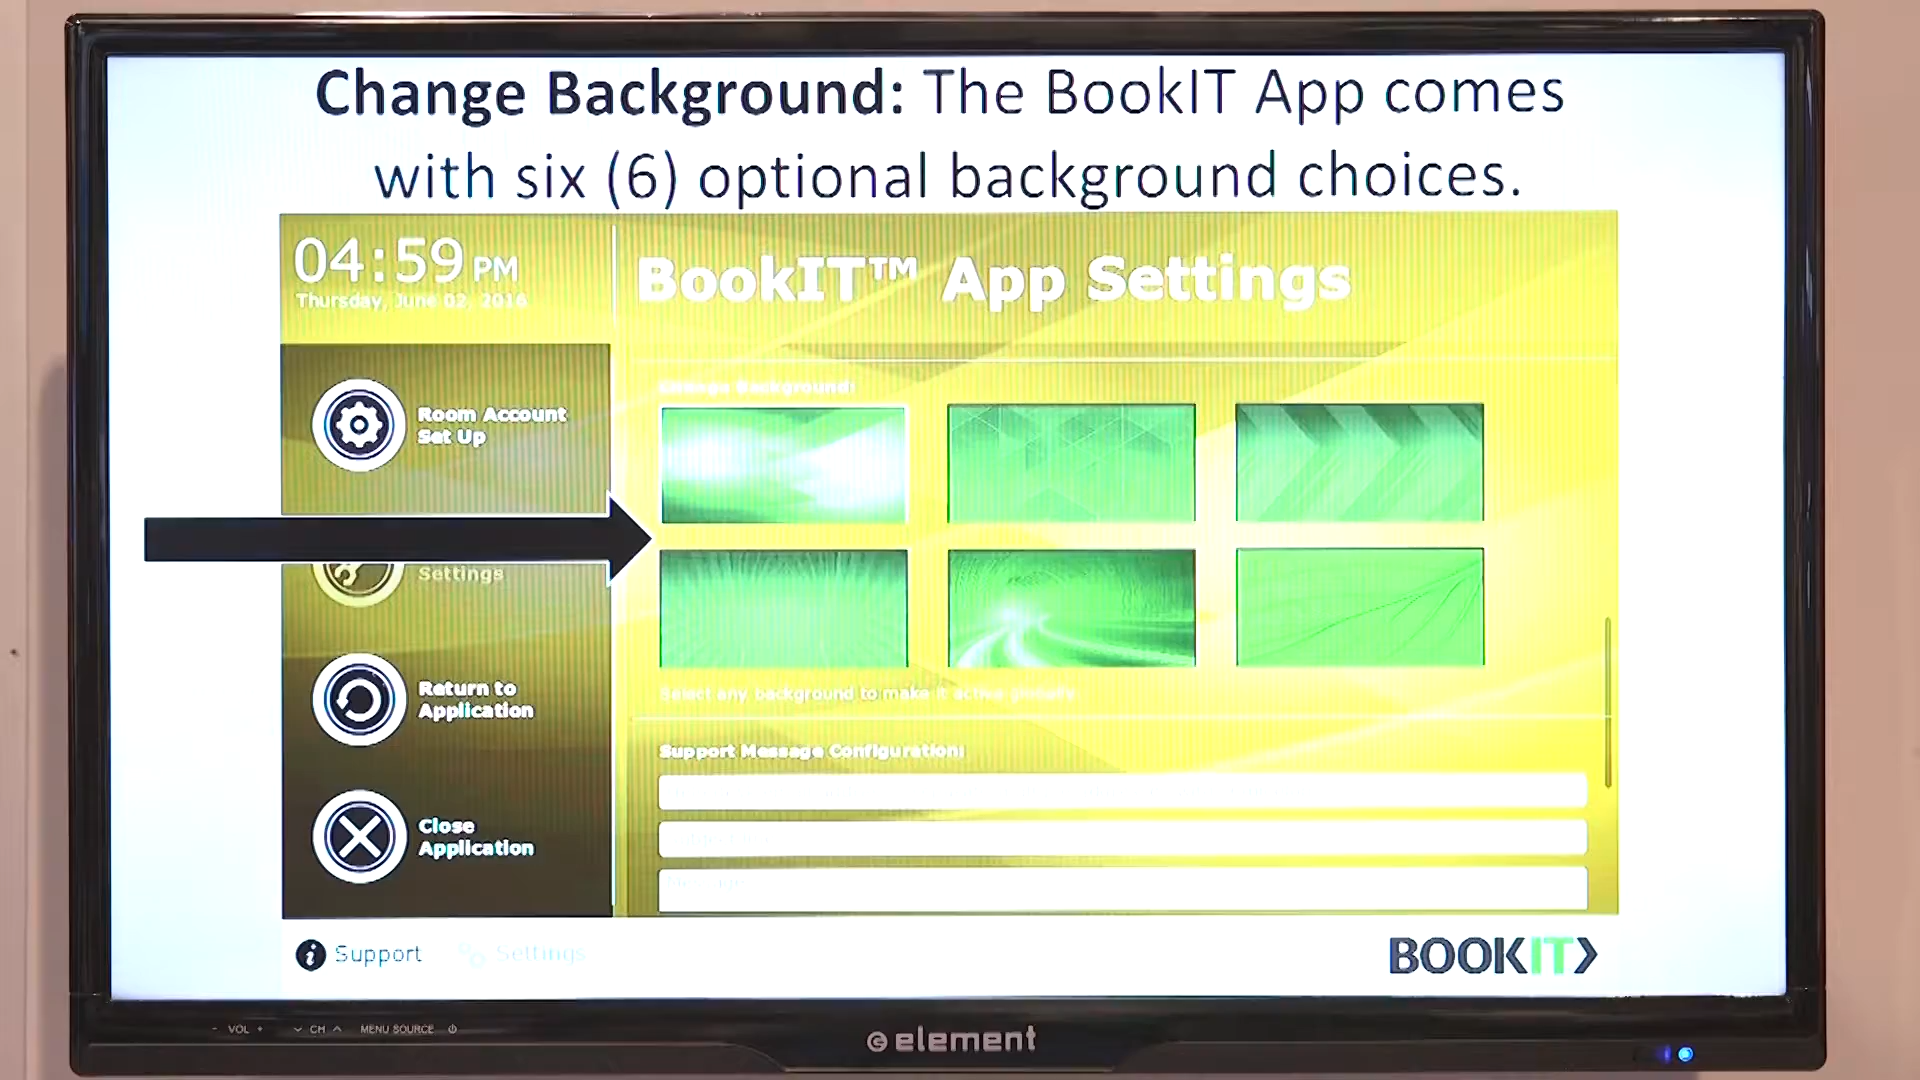 Change Background: The BookIT App comes
with six (6) optional background choices.
04:59 PM
Thursday, June 02, 2016
BookIT™ App Settings
Room Account
Set Up
Settings
Return to
Application
Close
Application
Change Background:
Select any background to make it active globally.
Support Message Configuration:
Message
Support
Settings
BOOKIT
- VOL +
CH
MENU SOURCE
element